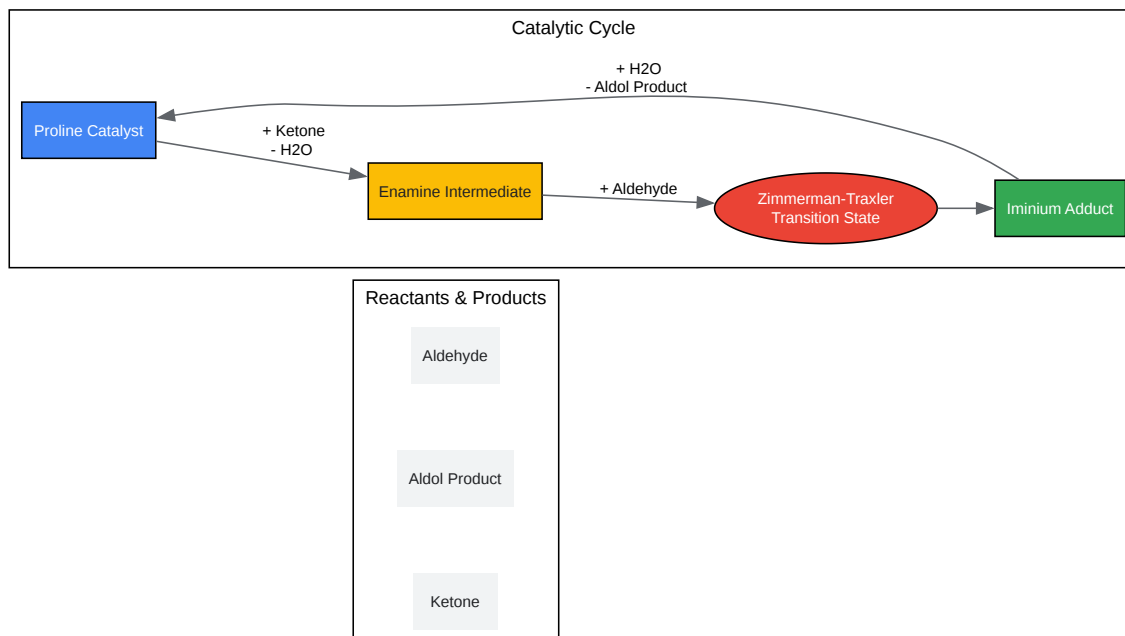 Catalytic Cycle
+ H2O
- Aldol Product
Proline Catalyst
+ Ketone
- H2O
Enamine Intermediate
+ Aldehyde
Zimmerman-Traxler
Transition State
Iminium Adduct
Reactants & Products
Aldehyde
Aldol Product
Ketone